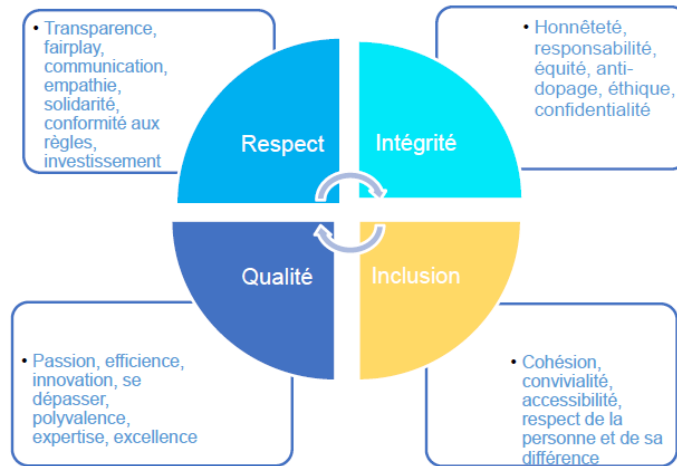 • Transparence,
fairplay,
communication,
empathie,
solidarité,
conformité aux
règles,
investissement
• Honnêteté,
responsabilité,
équité, anti-
dopage, éthique,
confidentialité
Respect
Intégrité
Qualité
Inclusion
• Passion, efficience,
innovation, se
dépasser,
polyvalence,
expertise, excellence
• Cohésion,
convivialité,
accessibilité,
respect de la
personne et de sa
différence